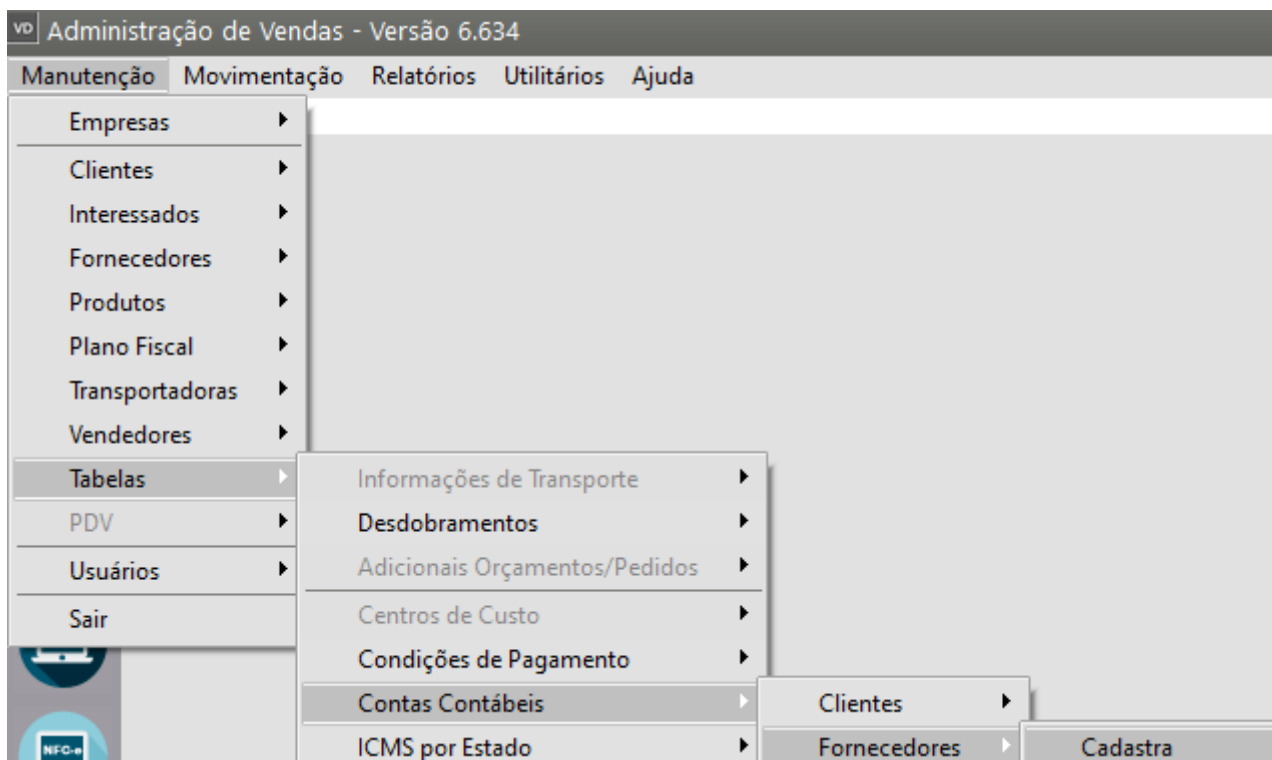 VD Administração de Vendas - Versão 6.634
Manutenção Movimentação Relatórios Utilitários Ajuda
Empresas
Clientes
Interessados
Fornecedores
Produtos
Plano Fiscal
Transportadoras
Vendedores
Tabelas
PDV
Usuários
Sair
Informações de Transporte
Desdobramentos
Adicionais Orçamentos/Pedidos
Centros de Custo
Condições de Pagamento
Contas Contábeis
ICMS por Estado
Clientes
Fornecedores
Cadastra
NFC-e